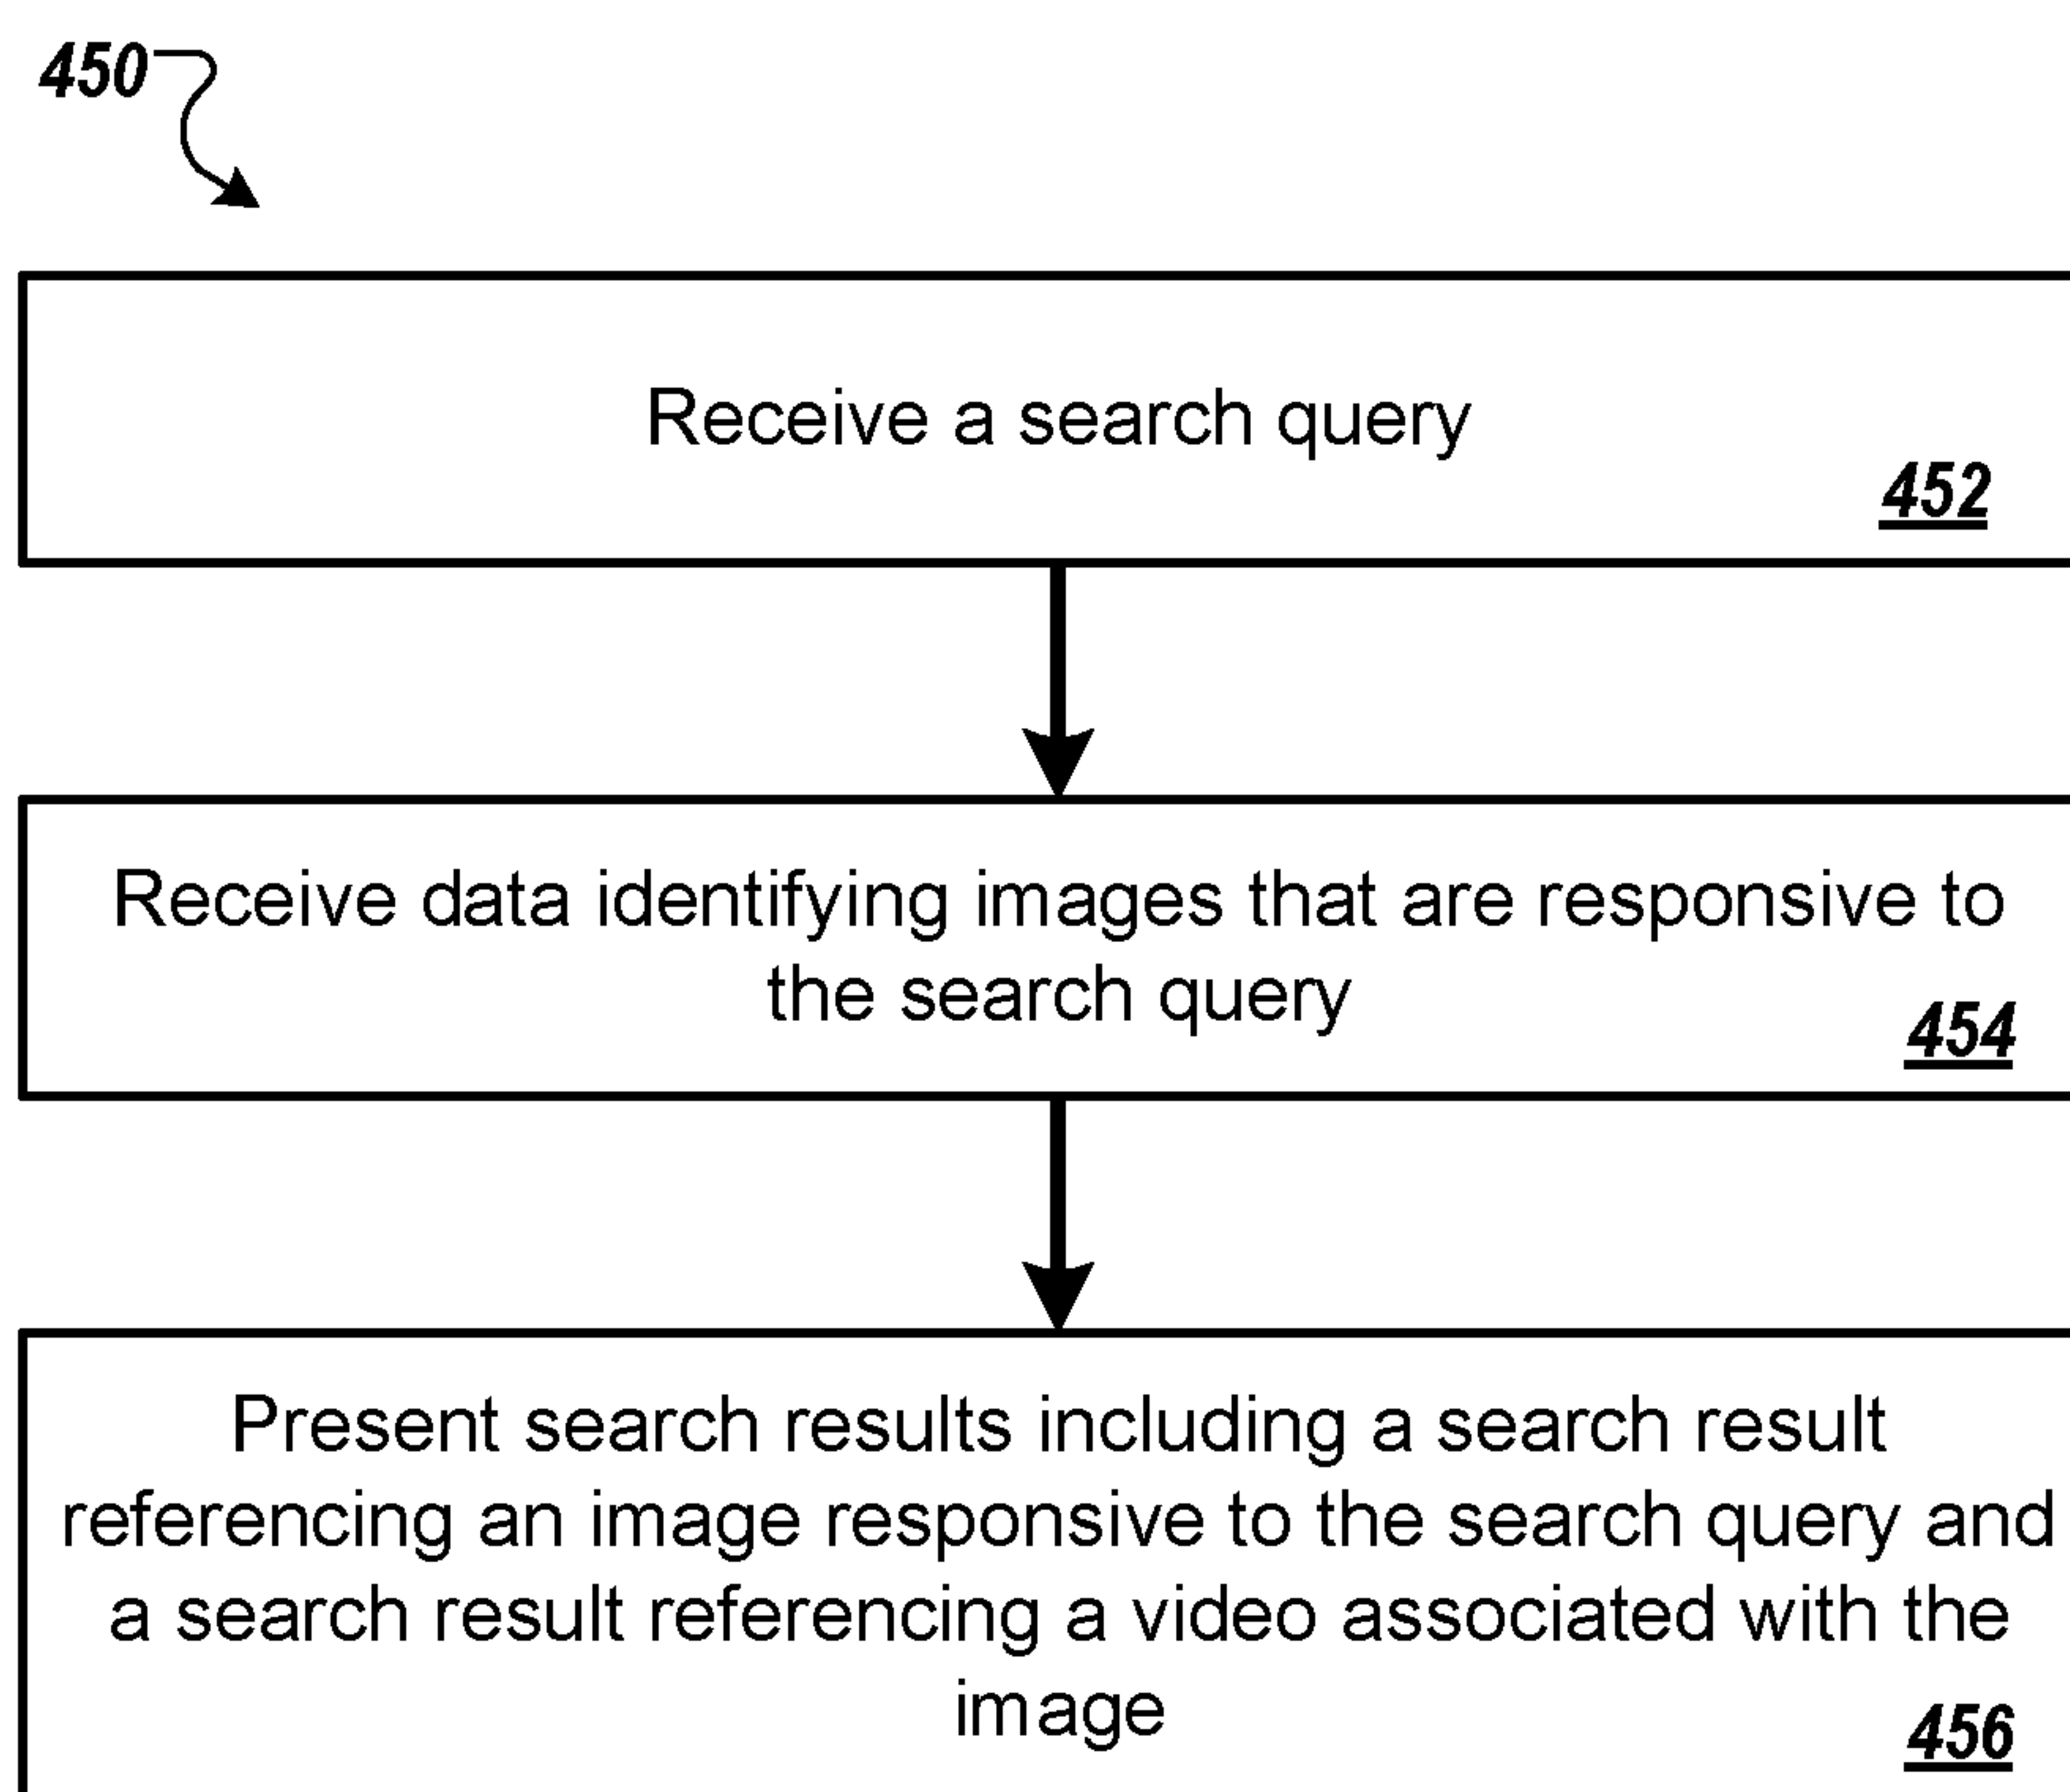 450
Receive a search query
452
Receive data identifying images that are responsive to
the search query
454
Present search results including a search result
referencing an image responsive to the search query and
a search result referencing a video associated with the
image
456